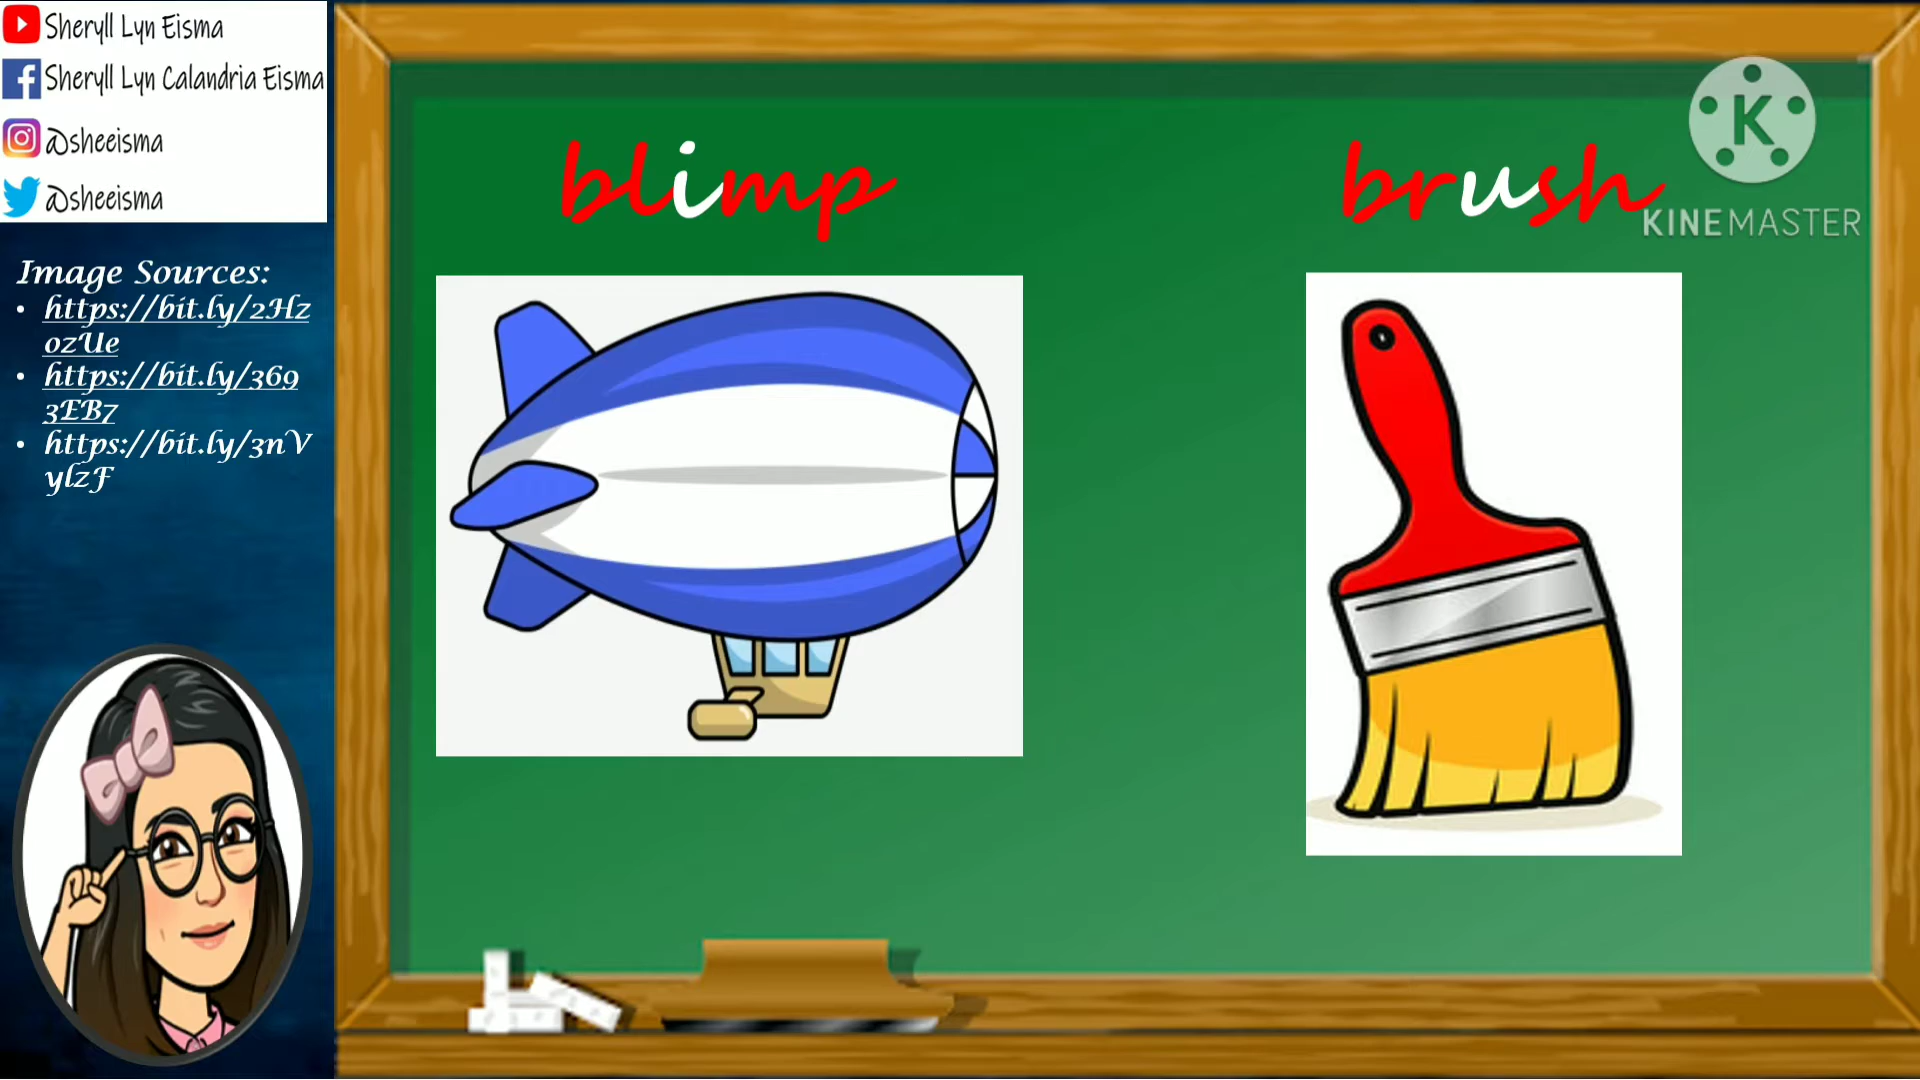 Sheryll Lyn Eisma
Sheryll Lyn Calandria Eisma
@sheeisma
@sheeisma
Image Sources:
• https://bit.ly/2Hz
ozUe
• https://bit.ly/369
3EB7
• https://bit.ly/3nV
ylzF
blimp
brush
K
KINEMASTER